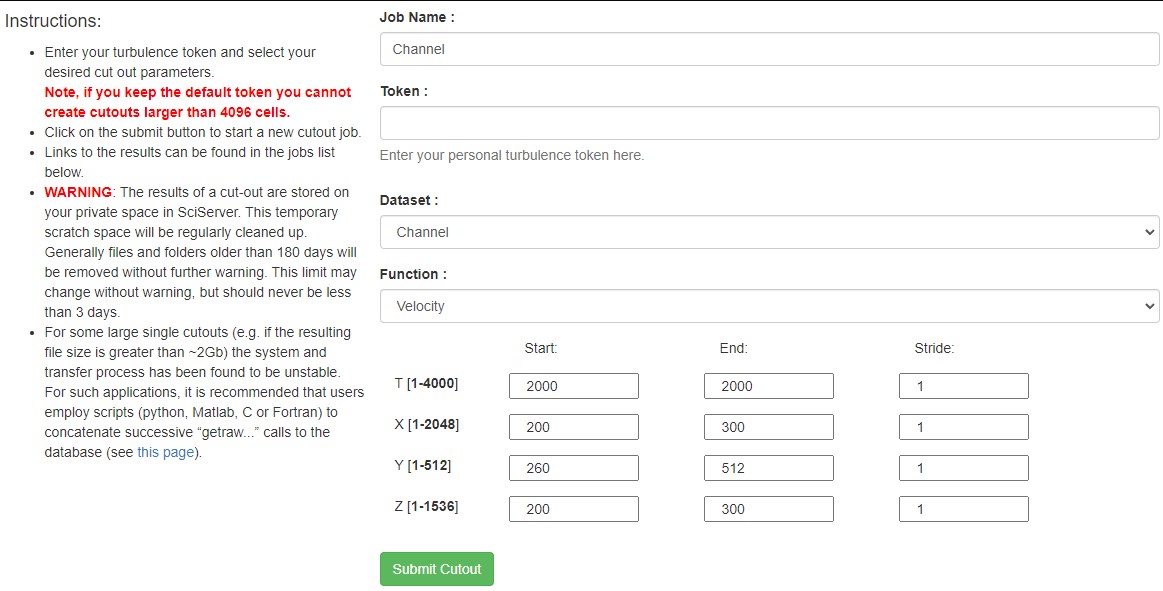 Instructions:
• Enter your turbulence token and select your
desired cut out parameters.
Note, if you keep the default token you cannot
create cutouts larger than 4096 cells.
• Click on the submit button to start a new cutout job.
• Links to the results can be found in the jobs list
below.
• WARNING: The results of a cut-out are stored on
your private space in SciServer. This temporary
scratch space will be regularly cleaned up.
Generally files and folders older than 180 days will
be removed without further warning. This limit may
change without warning, but should never be less
than 3 days.
• For some large single cutouts (e.g. if the resulting
file size is greater than ~2Gb) the system and
transfer process has been found to be unstable.
For such applications, it is recommended that users
employ scripts (python, Matlab, C or Fortran) to
concatenate successive “getraw...” calls to the
database (see this page).
Job Name :
Channel
Token :
Enter your personal turbulence token here.
Dataset :
Channel
Function :
Velocity
Start: End: Stride:
T [1-4000] 2000 2000 1
X [1-2048] 200 300 1
Y [1-512] 260 512 1
Z [1-1536] 200 300 1
Submit Cutout